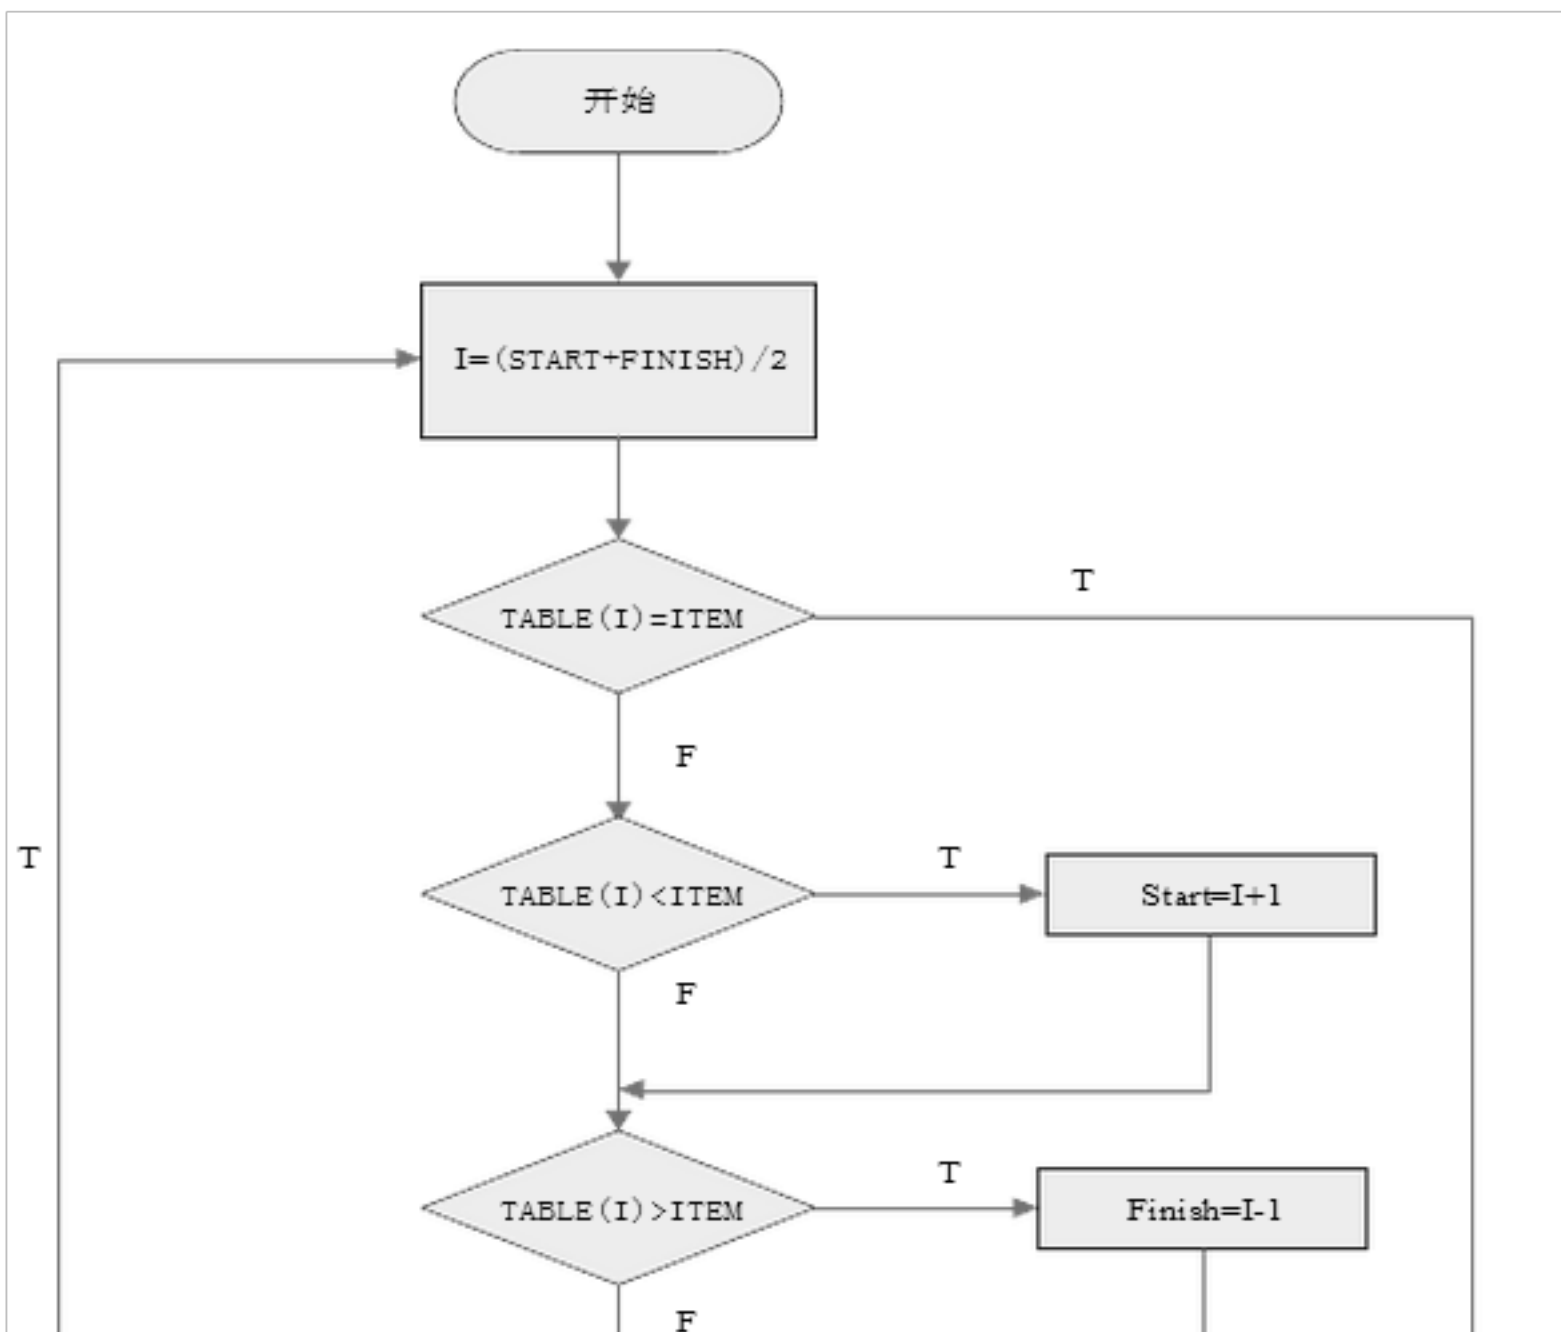 开始
I=(START+FINISH)/2
T
TABLE(I)=ITEM
F
T
T
TABLE(I)<ITEM
Start=I+1
F
T
TABLE(I)>ITEM
Finish=I-1
F